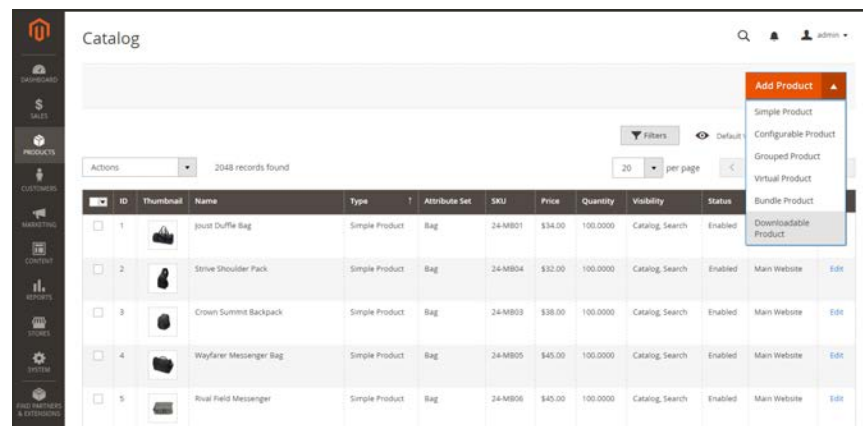 Catalog
admin
DASHBOARD
SALES
PRODUCTS
CUSTOMERS
MARKETING
CONTENT
REPORTS
STORES
SYSTEM
FIND PARTNERS
& EXTENSIONS
Add Product
Simple Product
Configurable Product
Grouped Product
Virtual Product
Bundle Product
Downloadable
Product
Filters Default
Actions 2048 records found 20 per page
ID Thumbnail Name Type Attribute Set SKU Price Quantity Visibility Status
1 Joust Duffle Bag Simple Product Bag 24-MB01 $34.00 100.0000 Catalog, Search Enabled
2 Strive Shoulder Pack Simple Product Bag 24-MB04 $32.00 100.0000 Catalog, Search Enabled Main Website Edit
3 Crown Summit Backpack Simple Product Bag 24-MB03 $38.00 100.0000 Catalog, Search Enabled Main Website Edit
4 Wayfarer Messenger Bag Simple Product Bag 24-MB05 $45.00 100.0000 Catalog, Search Enabled Main Website Edit
5 Rival Field Messenger Simple Product Bag 24-MB06 $45.00 100.0000 Catalog, Search Enabled Main Website Edit